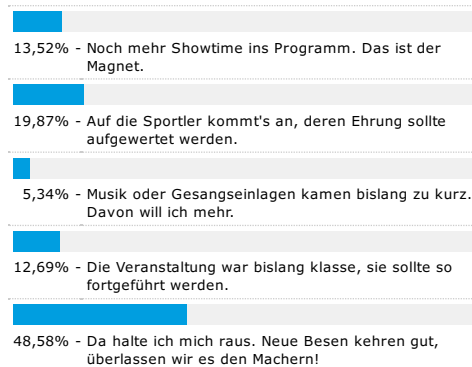 13,52% - Noch mehr Showtime ins Programm. Das ist der
Magnet.
19,87% - Auf die Sportler kommt's an, deren Ehrung sollte
aufgewertet werden.
5,34% - Musik oder Gesangseinlagen kamen bislang zu kurz.
Davon will ich mehr.
12,69% - Die Veranstaltung war bislang klasse, sie sollte so
fortgeführt werden.
48,58% - Da halte ich mich raus. Neue Besen kehren gut,
überlassen wir es den Machern!